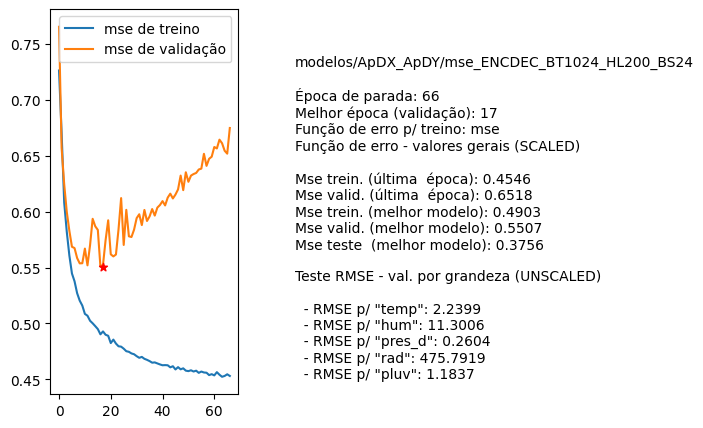 mse de treino
mse de validação
0.75
0.70
0.65
0.60
0.55
0.50
0.45
0
20
40
60
modelos/ApDX_ApDY/mse_ENCDEC_BT1024_HL200_BS24
Época de parada: 66
Melhor época (validação): 17
Função de erro p/ treino: mse
Função de erro - valores gerais (SCALED)
Mse trein. (última  época): 0.4546
Mse valid. (última  época): 0.6518
Mse trein. (melhor modelo): 0.4903
Mse valid. (melhor modelo): 0.5507
Mse teste  (melhor modelo): 0.3756
Teste RMSE - val. por grandeza (UNSCALED)
- RMSE p/ "temp": 2.2399
- RMSE p/ "hum": 11.3006
- RMSE p/ "pres_d": 0.2604
- RMSE p/ "rad": 475.7919
- RMSE p/ "pluv": 1.1837